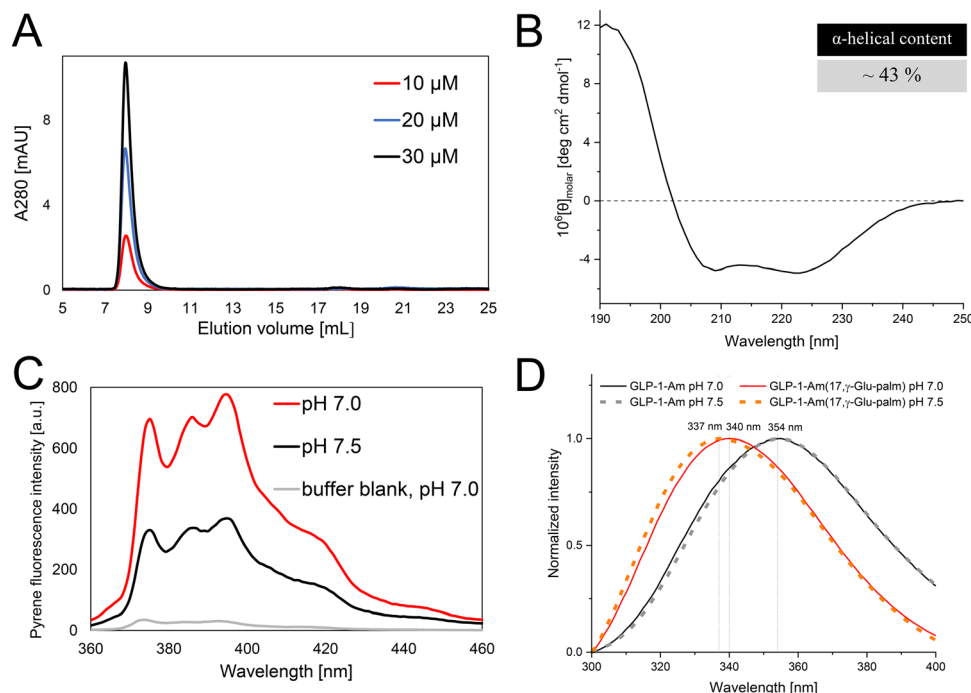 A
A280 [mAU]
8
4
0
10 µM
20 µM
30 µM
5 7 9 11 13 15 17 19 21 23 25
Elution volume [mL]
B
α-helical content
~ 43 %
10⁶[θ]molar [deg cm² dmol⁻¹]
12
8
4
0
-4
190 200 210 220 230 240 250
Wavelength [nm]
C
Pyrene fluorescence intensity [a.u.]
800
600
400
200
0
pH 7.0
pH 7.5
buffer blank, pH 7.0
360 380 400 420 440 460
Wavelength [nm]
D
GLP-1-Am pH 7.0 GLP-1-Am(17,γ-Glu-palm) pH 7.0
GLP-1-Am pH 7.5 GLP-1-Am(17,γ-Glu-palm) pH 7.5
337 nm 340 nm 354 nm
Normalized intensity
1.0
0.5
0.0
300 320 340 360 380 400
Wavelength [nm]